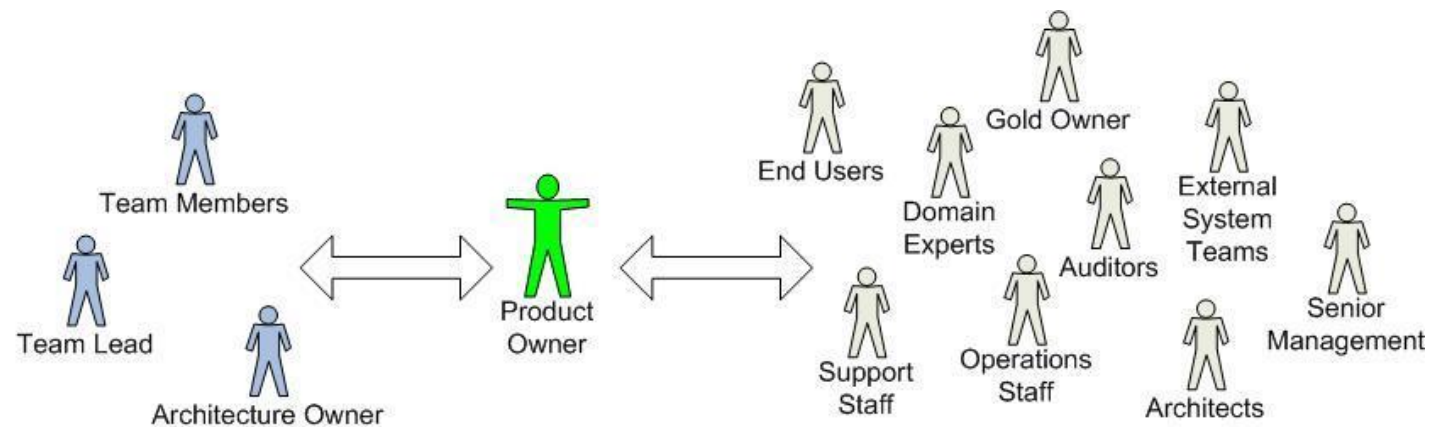 Team Members
Team Lead
Architecture Owner
Product
Owner
End Users
Gold Owner
Domain
Experts
External
System
Teams
Auditors
Senior
Management
Support
Staff
Operations
Staff
Architects